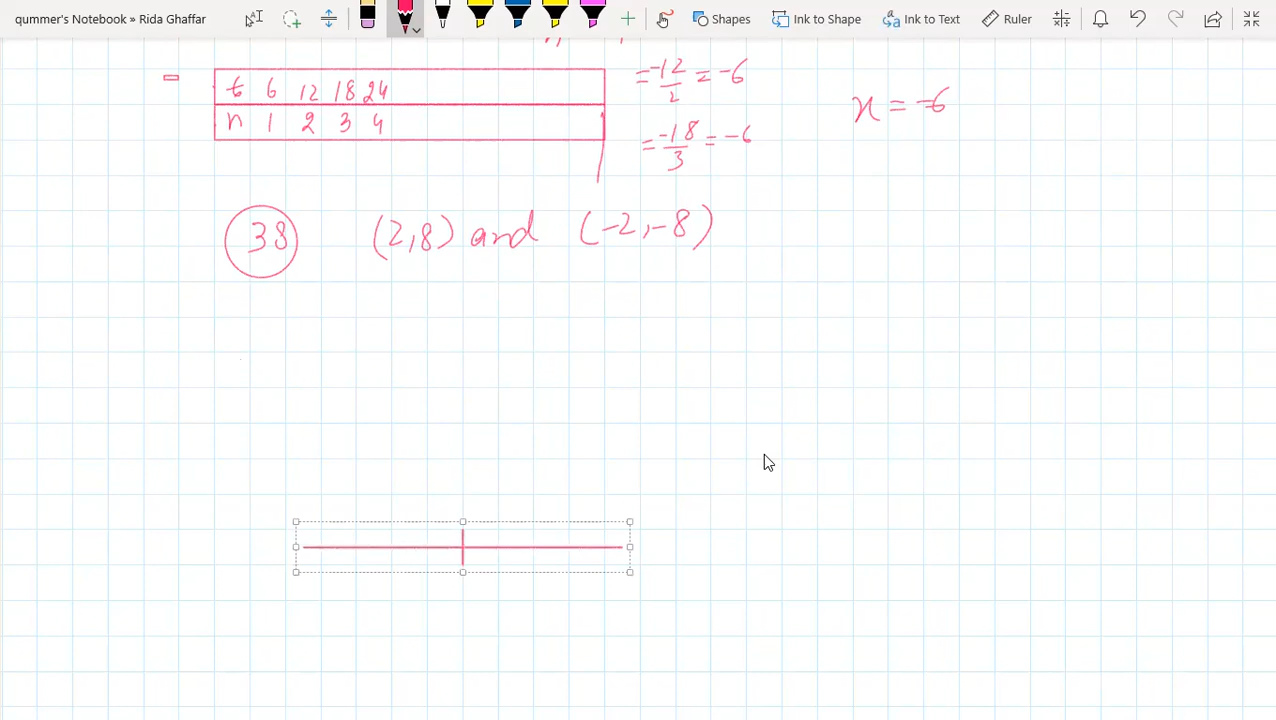 qummer's Notebook » Rida Ghaffar
Shapes
Ink to Shape
Ink to Text
Ruler
t 6 12 18 24
n 1 2 3 4
= -12/2 = -6
= -18/3 = -6
x = -6
38 (2,8) and (-2,-8)